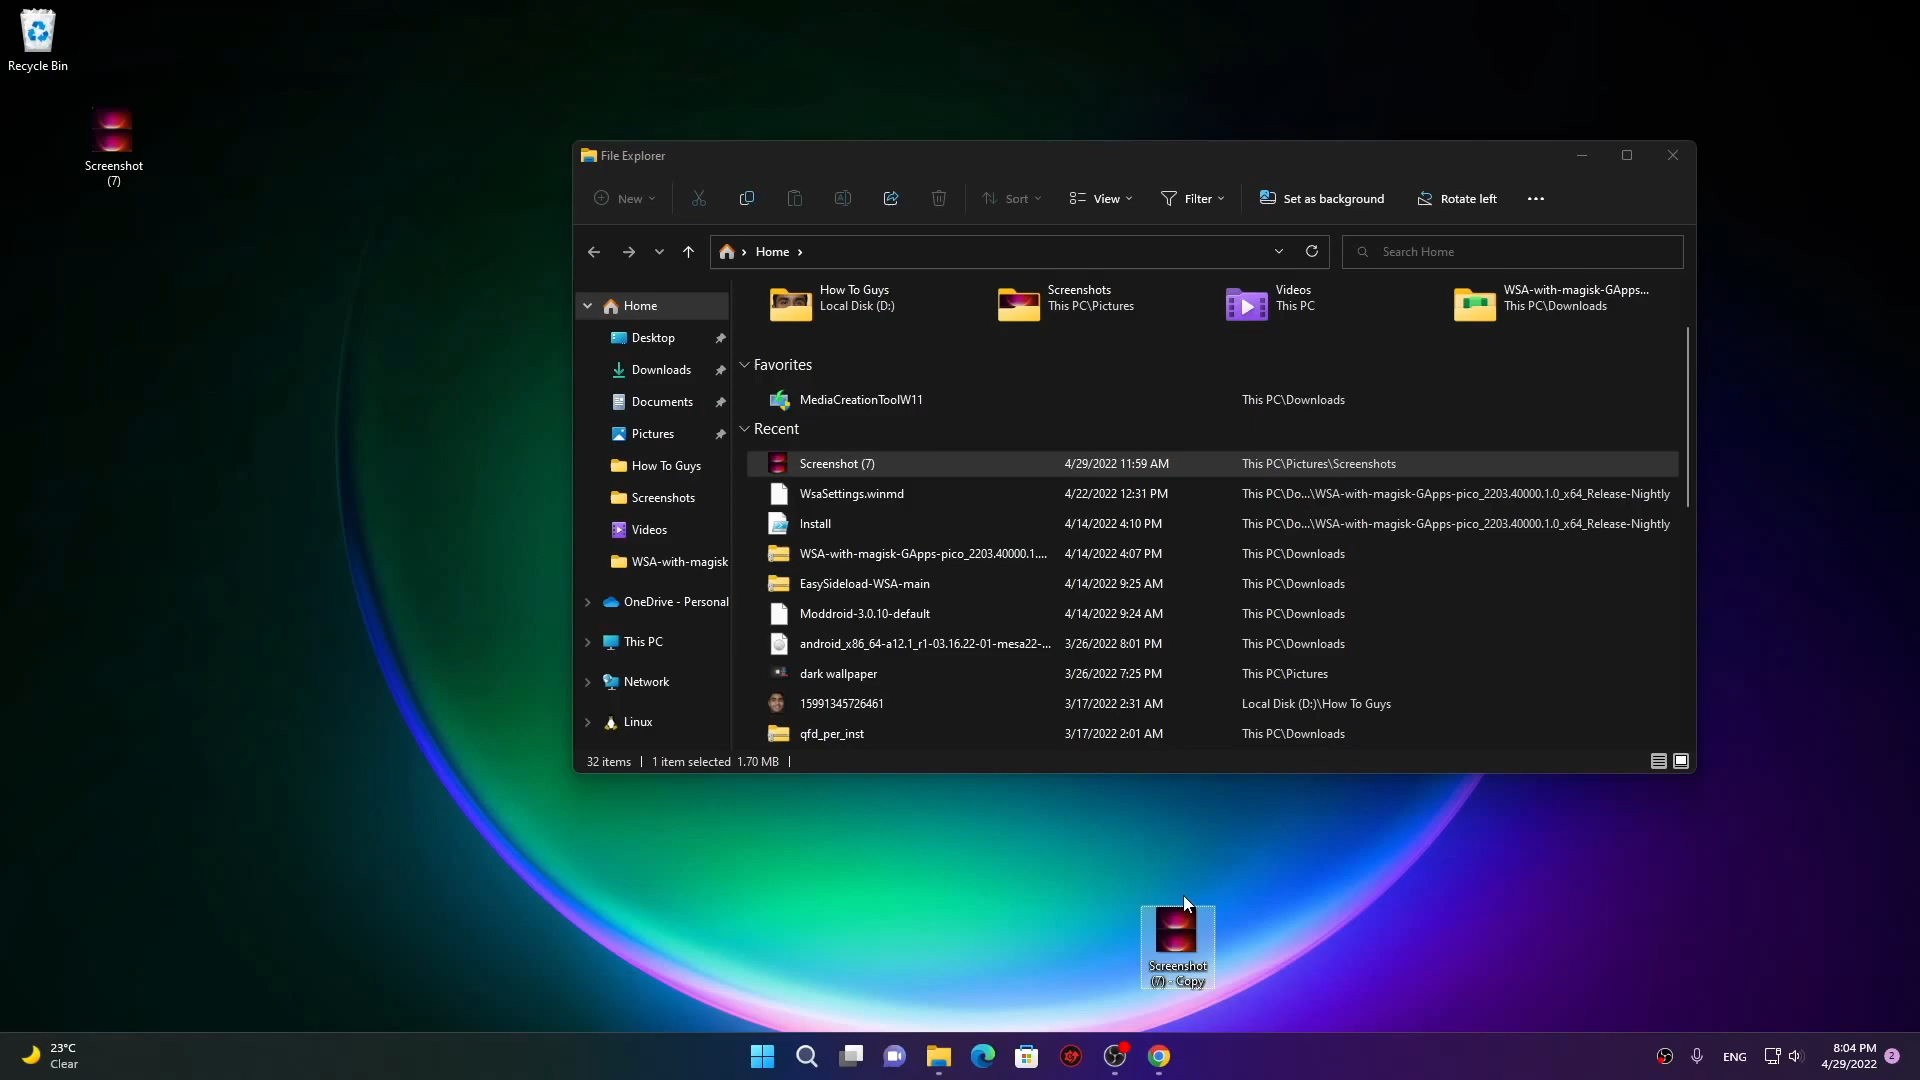 Recycle Bin
Screenshot
(7)
File Explorer
New
Sort
View
Filter
Set as background
Rotate left
Home
Search Home
Home
Desktop
Downloads
Documents
Pictures
How To Guys
Screenshots
Videos
WSA-with-magisk
OneDrive - Personal
This PC
Network
Linux
How To Guys
Local Disk (D:)
Screenshots
This PC\Pictures
Videos
This PC
WSA-with-magisk-GApps...
This PC\Downloads
Favorites
MediaCreationToolW11 This PC\Downloads
Recent
Screenshot (7) 4/29/2022 11:59 AM This PC\Pictures\Screenshots
WsaSettings.winmd 4/22/2022 12:31 PM This PC\Do...\WSA-with-magisk-GApps-pico_2203.40000.1.0_x64_Release-Nightly
Install 4/14/2022 4:10 PM This PC\Do...\WSA-with-magisk-GApps-pico_2203.40000.1.0_x64_Release-Nightly
WSA-with-magisk-GApps-pico_2203.40000.1.... 4/14/2022 4:07 PM This PC\Downloads
EasySideload-WSA-main 4/14/2022 9:25 AM This PC\Downloads
Moddroid-3.0.10-default 4/14/2022 9:24 AM This PC\Downloads
android_x86_64-a12.1_r1-03.16.22-01-mesa22-... 3/26/2022 8:01 PM This PC\Downloads
dark wallpaper 3/26/2022 7:25 PM This PC\Pictures
15991345726461 3/17/2022 2:31 AM Local Disk (D:)\How To Guys
qfd_per_inst 3/17/2022 2:01 AM This PC\Downloads
32 items 1 item selected 1.70 MB
Screenshot
(7) - Copy
23°C
Clear
ENG
8:04 PM
4/29/2022
2